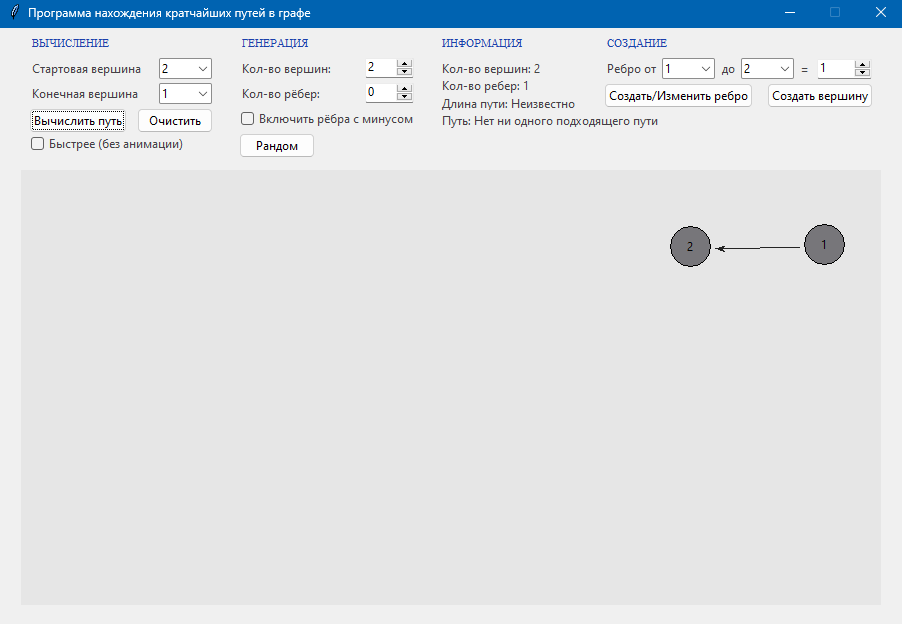 Программа нахождения кратчайших путей в графе
ВЫЧИСЛЕНИЕ
Стартовая вершина 2
Конечная вершина 1
Вычислить путь Очистить
Быстрее (без анимации)
ГЕНЕРАЦИЯ
Кол-во вершин: 2
Кол-во рёбер: 0
Включить рёбра с минусом
Рандом
ИНФОРМАЦИЯ
Кол-во вершин: 2
Кол-во ребер: 1
Длина пути: Неизвестно
Путь: Нет ни одного подходящего пути
СОЗДАНИЕ
Ребро от 1 до 2 = 1
Создать/Изменить ребро Создать вершину
2 1